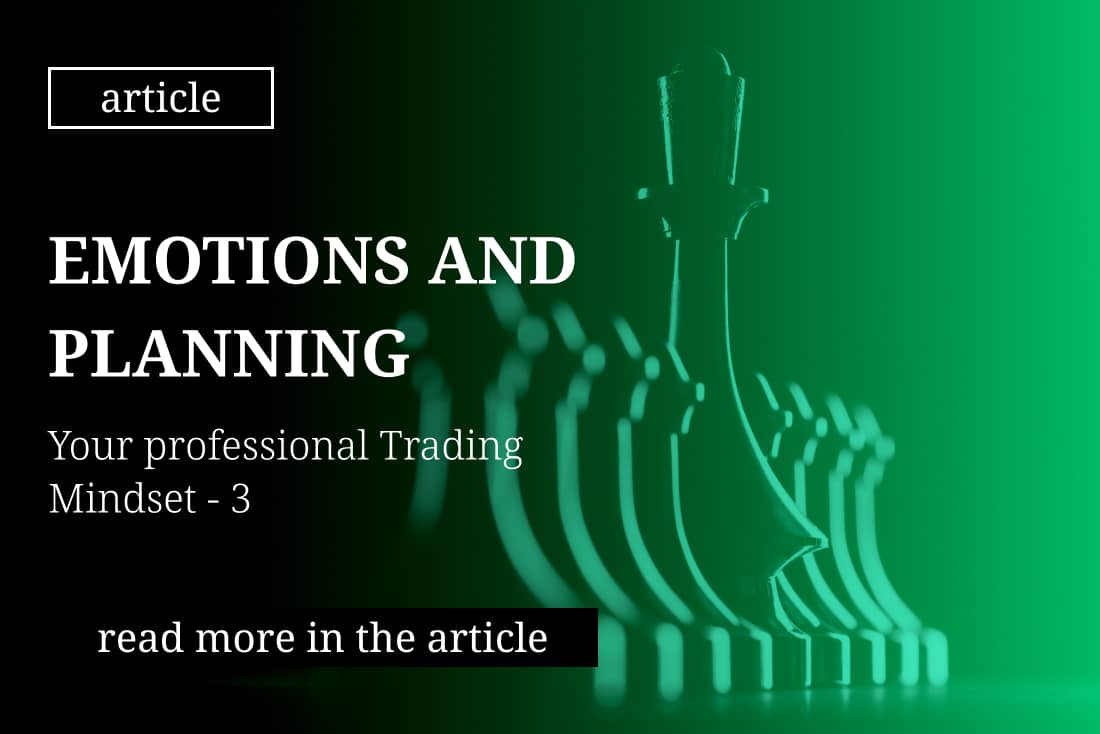 article
EMOTIONS AND
PLANNING
Your professional Trading
Mindset - 3
read more in the article